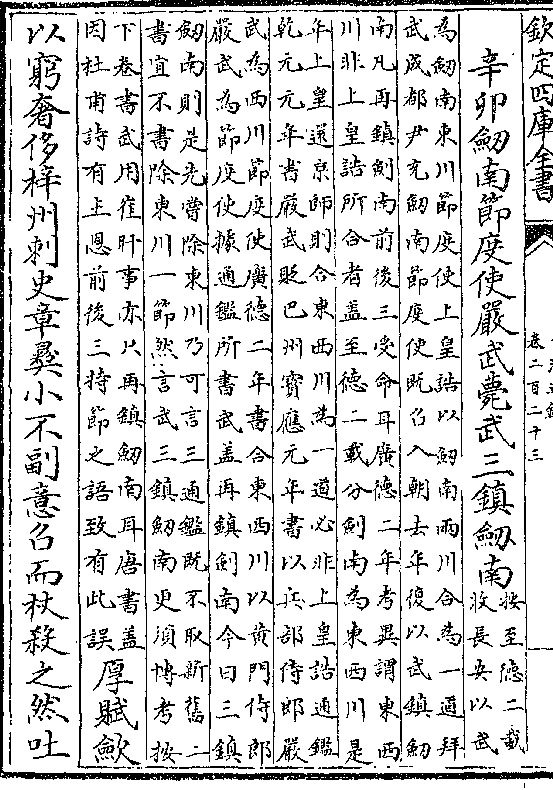 欽定四庫全書
卷二百二十三
辛卯劒南節度使嚴武薨武三鎮劒南
按至德二載
收長安以武
為劒南東川節度使上皇誥以劒南兩川合為一道拜
武成都尹充劒南節度使既召入朝去年復以武鎮劒
南凡再鎮劒南前後三受命耳廣德二年考異謂東西
川非上皇誥所合者蓋至德二載分劒南為東西川是
年上皇還京師則合東西川為一道必非上皇誥通鑑
乾元元年書嚴武貶巴州寶應元年書以兵部侍郎嚴
武為西川節度使廣德二年書合東西川以黃門侍郎
嚴武為節度使據通鑑所書武蓋再鎮劒南今曰三鎮
劒南則是先嘗除東川乃可言三通鑑既不取新舊二
書宜不書除東川一節然言武三鎮劒南更須博考按
下卷書武用崔旰事亦只再鎮劒南耳唐書蓋
因杜甫詩有主恩前後三持節之語致有此誤
厚賦歛
以窮奢侈梓州刺史章彞小不副意召而杖殺之然吐